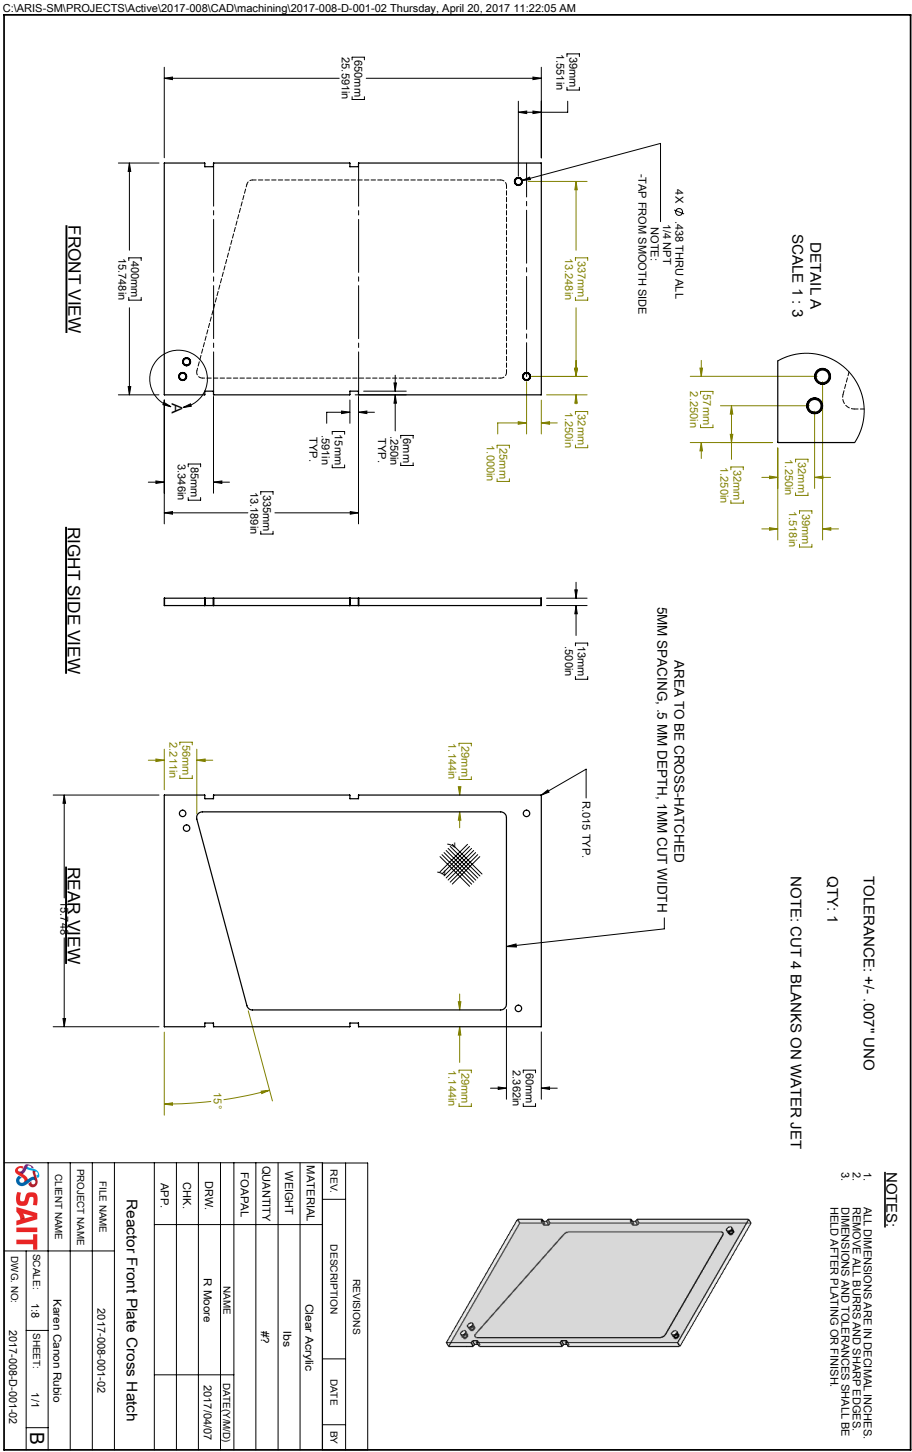 C:\ARIS-SM\PROJECTS\Active\2017-008\CAD\machining\2017-008-D-001-02 Thursday, April 20, 2017 11:22:05 AM
DETAIL A
SCALE 1 : 3
[57mm]
2.250in
[32mm]
1.250in
[32mm]
1.250in
[39mm]
1.518in
4X Ø .438 THRU ALL
1/4 NPT
NOTE:
-TAP FROM SMOOTH SIDE
[39mm]
1.551in
[650mm]
25.591in
[337mm]
13.248in
[32mm]
1.250in
[25mm]
1.000in
[6mm]
.250in
TYP.
[15mm]
.591in
TYP.
[85mm]
3.346in
[335mm]
13.189in
[400mm]
15.748in
A
FRONT VIEW
[13mm]
.500in
RIGHT SIDE VIEW
TOLERANCE: +/- .007" UNO
QTY: 1
NOTE: CUT 4 BLANKS ON WATER JET
AREA TO BE CROSS-HATCHED
5MM SPACING, .5 MM DEPTH, 1MM CUT WIDTH
R.015 TYP.
[29mm]
1.144in
[56mm]
2.211in
[29mm]
1.144in
[60mm]
2.362in
15°
15.748
REAR VIEW
NOTES:
1. ALL DIMENSIONS ARE IN DECIMAL INCHES.
2. REMOVE ALL BURRS AND SHARP EDGES.
3. DIMENSIONS AND TOLERANCES SHALL BE
HELD AFTER PLATING OR FINISH.
REVISIONS
REV. DESCRIPTION DATE BY
MATERIAL Clear Acrylic
WEIGHT lbs
QUANTITY #?
FOAPAL
NAME DATE(Y/M/D)
DRW. R Moore 2017/04/07
CHK.
APP.
Reactor Front Plate Cross Hatch
FILE NAME 2017-008-001-02
PROJECT NAME
CLIENT NAME Karen Canon Rubio
SAIT
SCALE: 1:8 SHEET: 1/1 B
DWG. NO: 2017-008-D-001-02